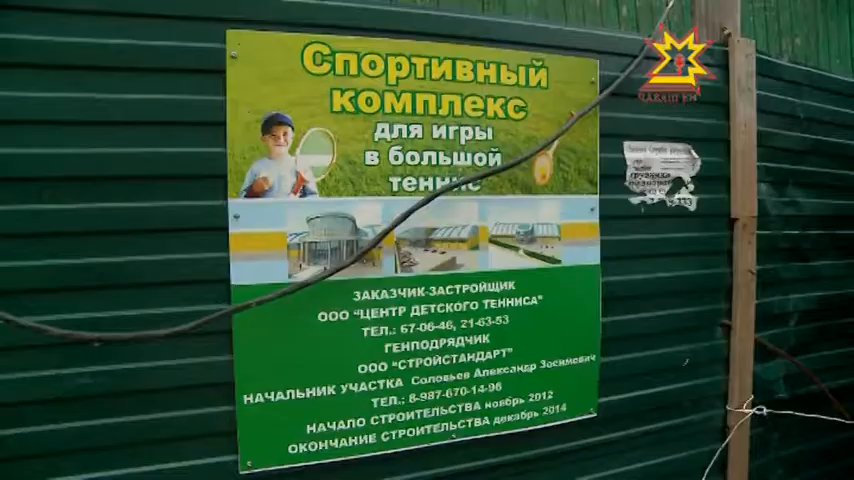 Спортивный
комплекс
для игры
в большой
теннис
ЗАКАЗЧИК-ЗАСТРОЙЩИК
ООО "ЦЕНТР ДЕТСКОГО ТЕННИСА"
ТЕЛ.: 67-06-46, 21-63-53
ГЕНПОДРЯДЧИК
ООО "СТРОЙСТАНДАРТ"
НАЧАЛЬНИК УЧАСТКА Соловьев Александр Зосимович
ТЕЛ.: 8-987-670-14-96
НАЧАЛО СТРОИТЕЛЬСТВА ноябрь 2012
ОКОНЧАНИЕ СТРОИТЕЛЬСТВА декабрь 2014
ЧĂВАШ ЕН